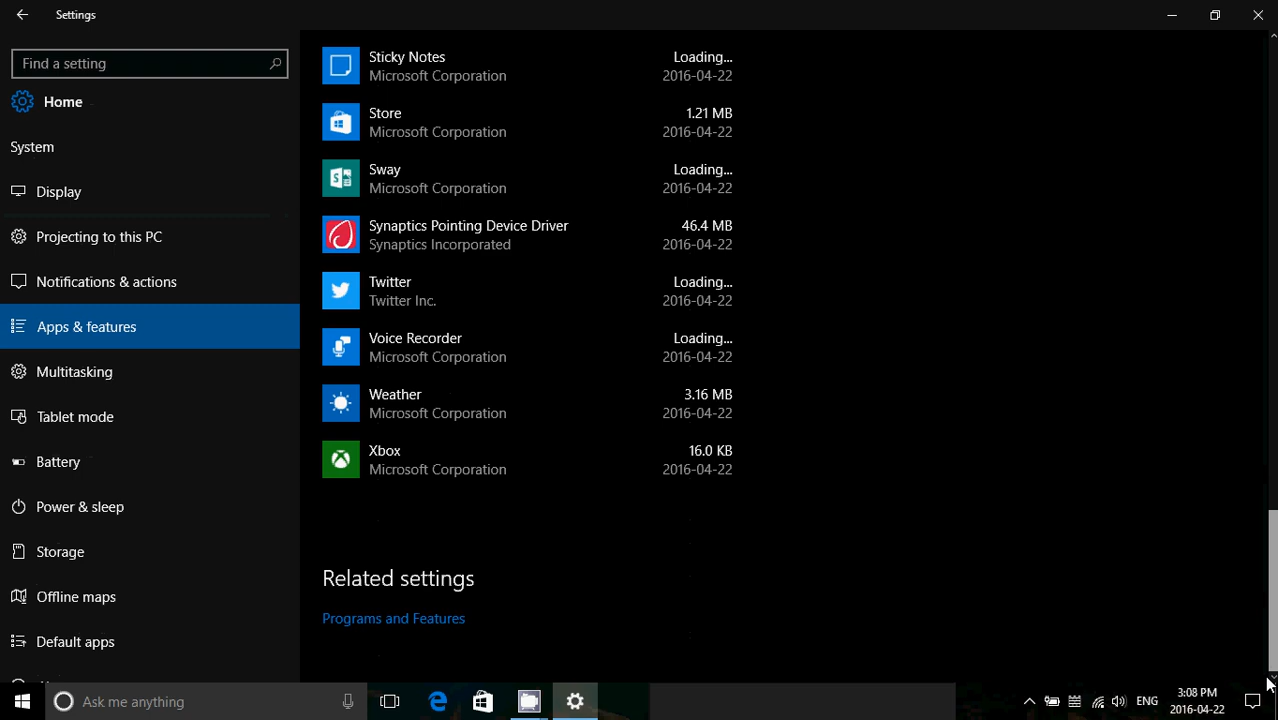 Settings
Find a setting
Home
System
Display
Projecting to this PC
Notifications & actions
Apps & features
Multitasking
Tablet mode
Battery
Power & sleep
Storage
Offline maps
Default apps
Sticky Notes Loading...
Microsoft Corporation 2016-04-22
Store 1.21 MB
Microsoft Corporation 2016-04-22
Sway Loading...
Microsoft Corporation 2016-04-22
Synaptics Pointing Device Driver 46.4 MB
Synaptics Incorporated 2016-04-22
Twitter Loading...
Twitter Inc. 2016-04-22
Voice Recorder Loading...
Microsoft Corporation 2016-04-22
Weather 3.16 MB
Microsoft Corporation 2016-04-22
Xbox 16.0 KB
Microsoft Corporation 2016-04-22
Related settings
Programs and Features
Ask me anything
ENG
3:08 PM
2016-04-22